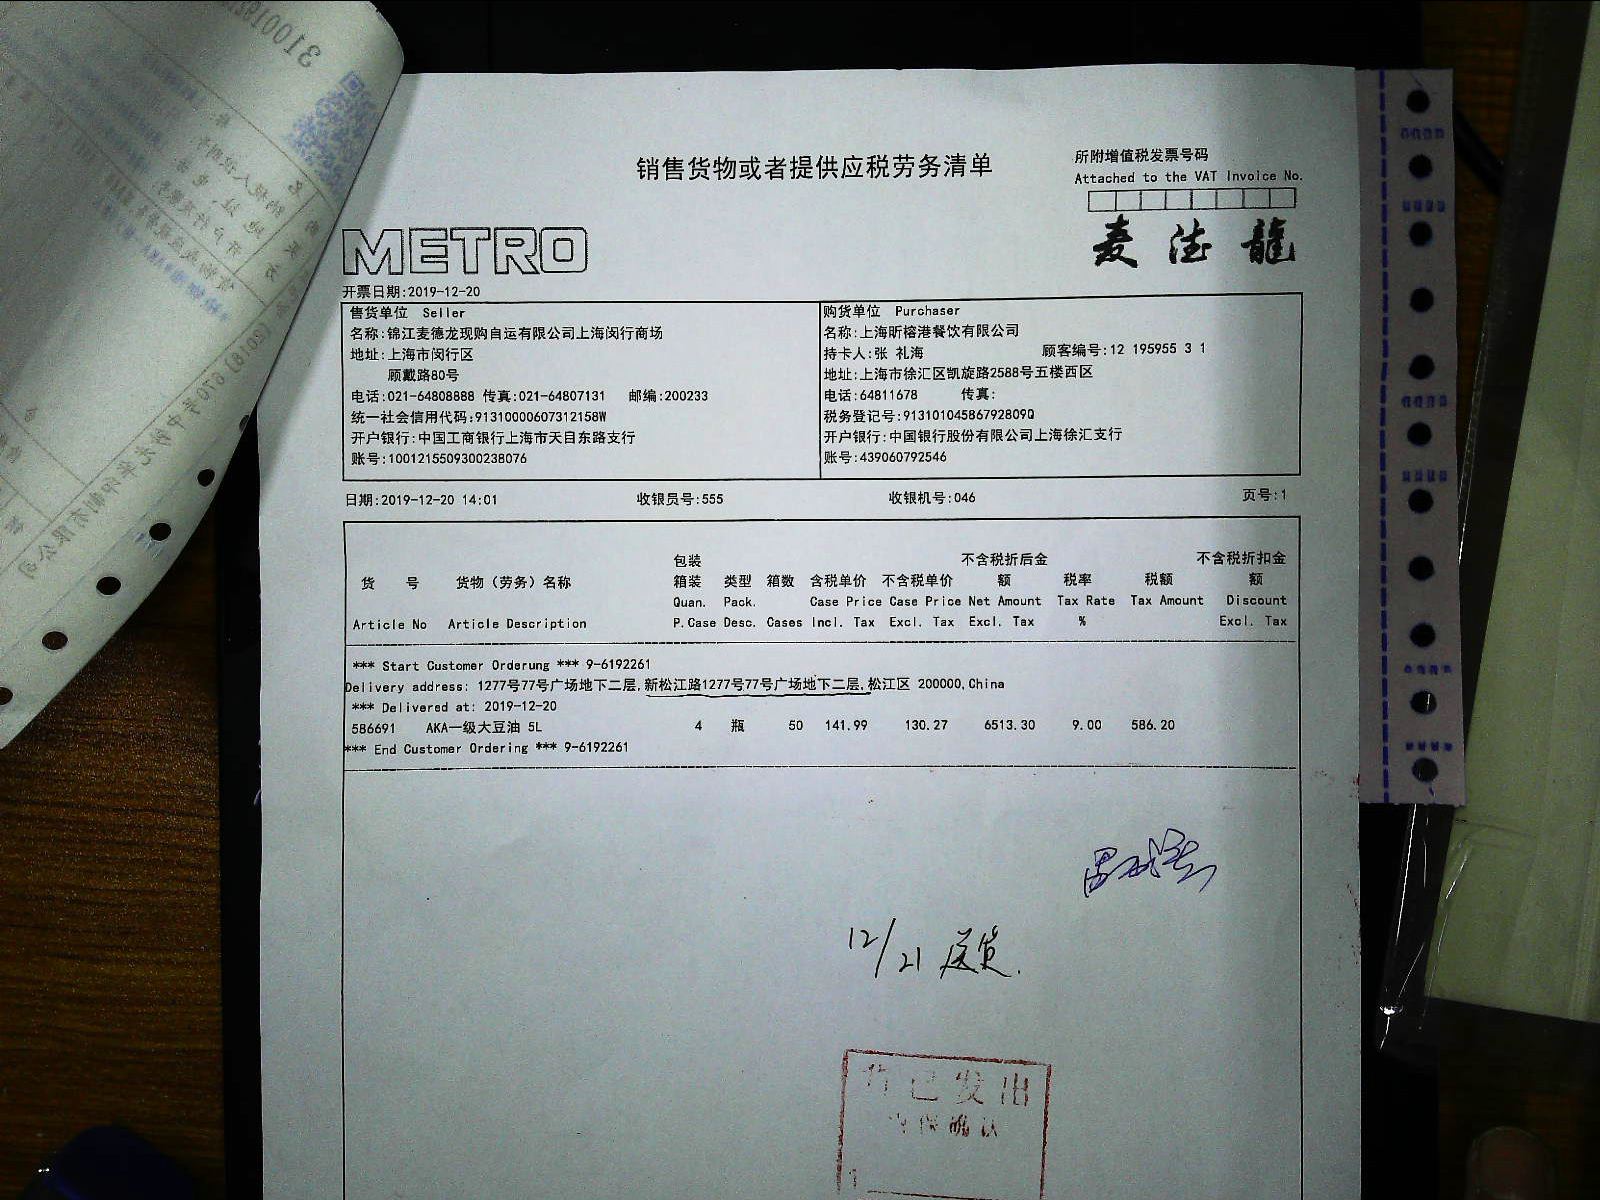 销售货物或者提供应税劳务清单
所附增值税发票号码
Attached to the VAT Invoice No.
METRO
麦德龍
开票日期:2019-12-20
售货单位 Seller
名称:锦江麦德龙现购自运有限公司上海闵行商场
地址:上海市闵行区
顾戴路80号
电话:021-64808888 传真:021-64807131 邮编:200233
统一社会信用代码:91310000607312158W
开户银行:中国工商银行上海市天目东路支行
账号:1001215509300238076
购货单位 Purchaser
名称:上海昕榕港餐饮有限公司
持卡人:张 礼海 顾客编号:12 195955 3 1
地址:上海市徐汇区凯旋路2588号五楼西区
电话:64811678 传真:
税务登记号:91310104586792809Q
开户银行:中国银行股份有限公司上海徐汇支行
账号:439060792546
日期:2019-12-20 14:01 收银员号:555 收银机号:046 页号:1
包装 不含税折后金 不含税折扣金
货 号 货物（劳务）名称 箱装 类型 箱数 含税单价 不含税单价 额 税率 税额 额
Quan. Pack. Case Price Case Price Net Amount Tax Rate Tax Amount Discount
Article No Article Description P.Case Desc. Cases Incl. Tax Excl. Tax Excl. Tax % Excl. Tax
*** Start Customer Orderung *** 9-6192261
Delivery address: 1277号77号广场地下二层,新松江路1277号77号广场地下二层,松江区 200000,China
*** Delivered at: 2019-12-20
586691 AKA一级大豆油 5L 4 瓶 50 141.99 130.27 6513.30 9.00 586.20
*** End Customer Ordering *** 9-6192261
12/21 送货.
已发出
确认